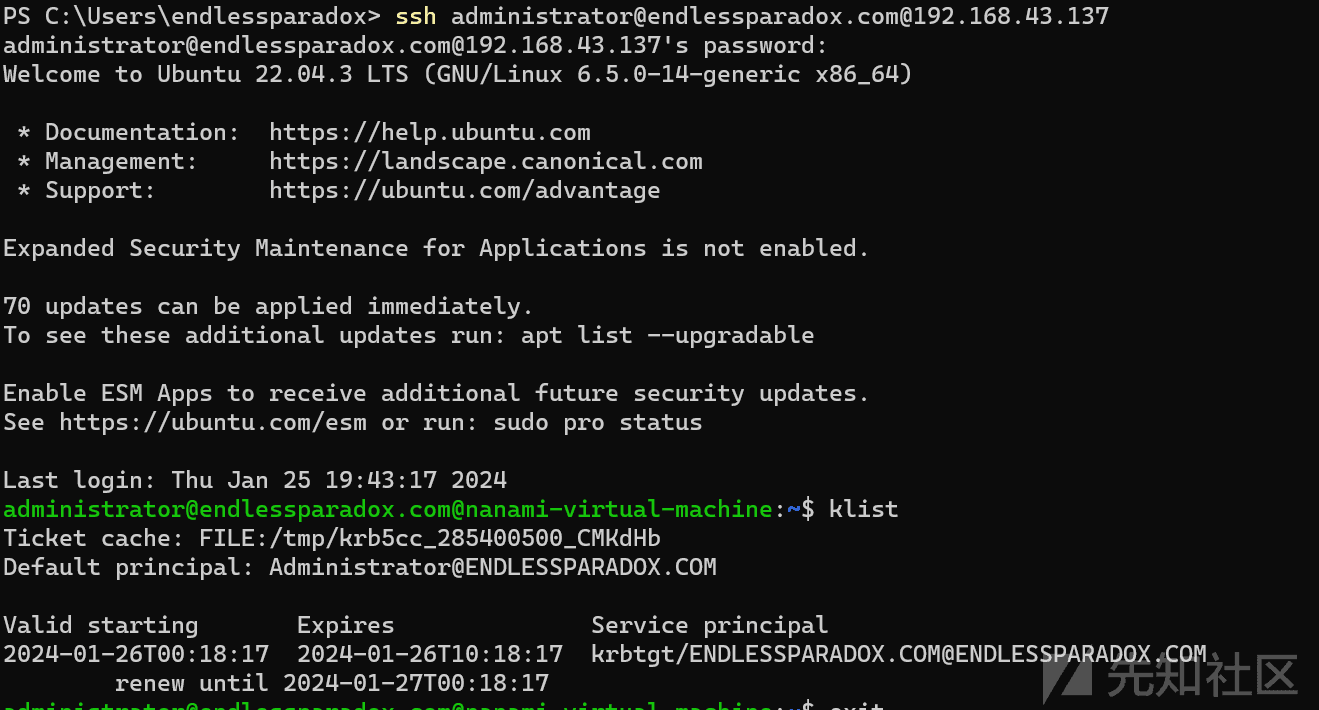 PS C:\Users\endlessparadox> ssh administrator@endlessparadox.com@192.168.43.137
administrator@endlessparadox.com@192.168.43.137's password:
Welcome to Ubuntu 22.04.3 LTS (GNU/Linux 6.5.0-14-generic x86_64)
* Documentation:  https://help.ubuntu.com
* Management:     https://landscape.canonical.com
* Support:        https://ubuntu.com/advantage
Expanded Security Maintenance for Applications is not enabled.
70 updates can be applied immediately.
To see these additional updates run: apt list --upgradable
Enable ESM Apps to receive additional future security updates.
See https://ubuntu.com/esm or run: sudo pro status
Last login: Thu Jan 25 19:43:17 2024
administrator@endlessparadox.com@nanami-virtual-machine:~$ klist
Ticket cache: FILE:/tmp/krb5cc_285400500_CMKdHb
Default principal: Administrator@ENDLESSPARADOX.COM
Valid starting       Expires              Service principal
2024-01-26T00:18:17  2024-01-26T10:18:17  krbtgt/ENDLESSPARADOX.COM@ENDLESSPARADOX.COM
renew until 2024-01-27T00:18:17
administrator@endlessparadox.com@nanami-virtual-machine:~$ exit
先知社区